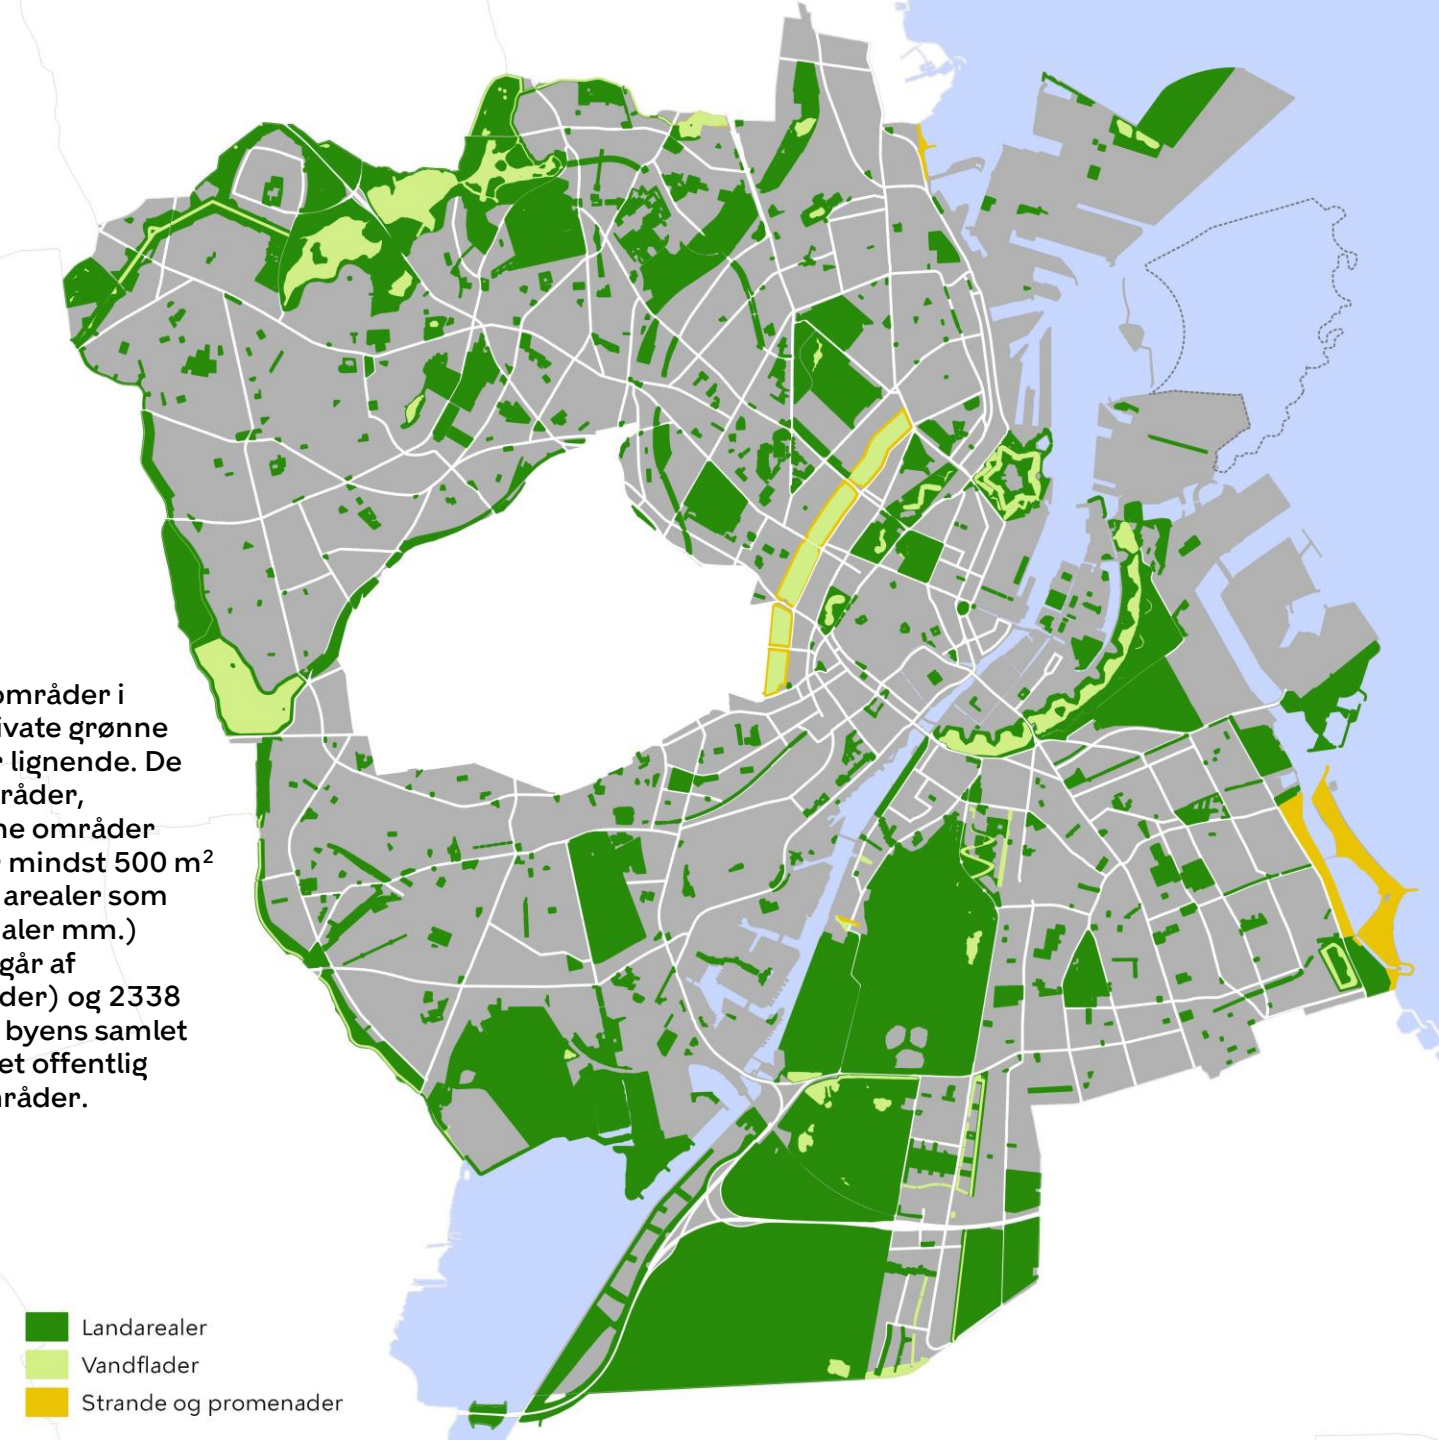 områder i
ivate grønne
lignende. De
råder,
ne områder
mindst 500 m²
arealer som
aler mm.)
går af
der) og 2338
byens samlet
et offentlig
nråder.
Landarealer
Vandflader
Strande og promenader